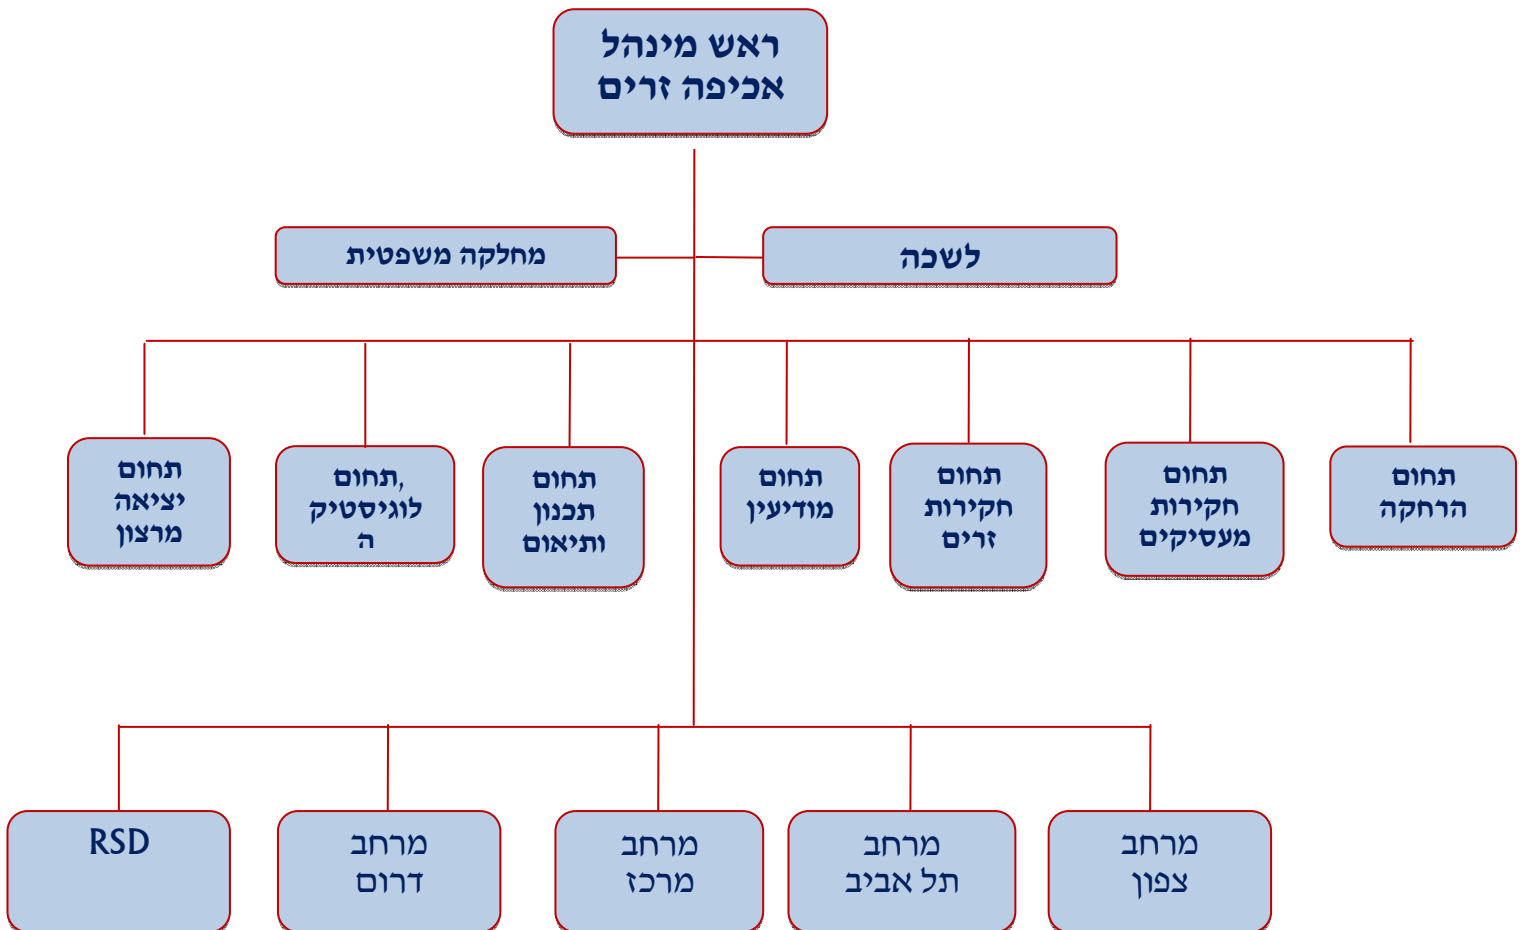 ראש מינהל
אכיפה זרים
לשכה
מחלקה משפטית
תחום
הרחקה
תחום
חקירות
מעסיקים
תחום
חקירות
זרים
תחום
מודיעין
תחום
תכנון
ותיאום
תחום,
לוגיסטיק
ה
תחום
יציאה
מרצון
מרחב
צפון
מרחב
תל אביב
מרחב
מרכז
מרחב
דרום
RSD